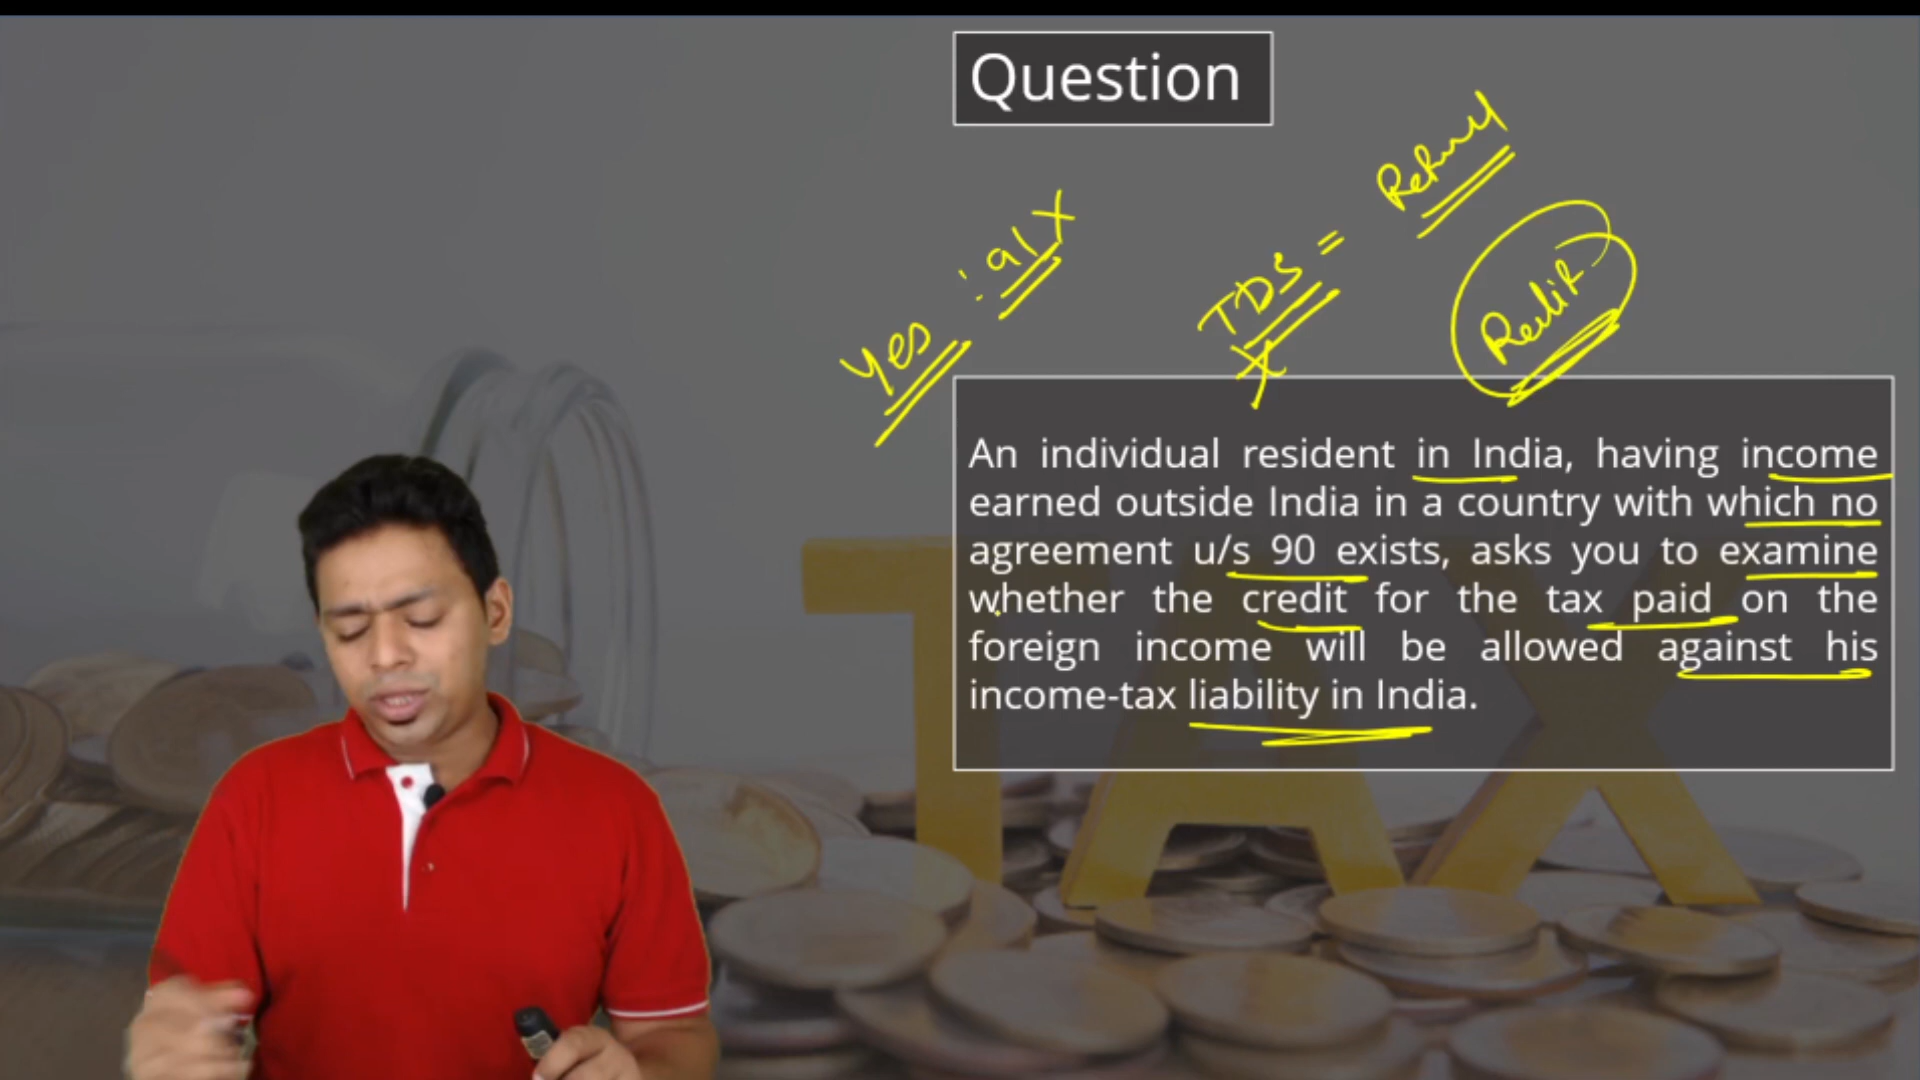 Question
Refund
Yes : 91 X
TDS =
X
Relief
An individual resident in India, having income
earned outside India in a country with which no
agreement u/s 90 exists, asks you to examine
whether the credit for the tax paid on the
foreign income will be allowed against his
income-tax liability in India.
TAX